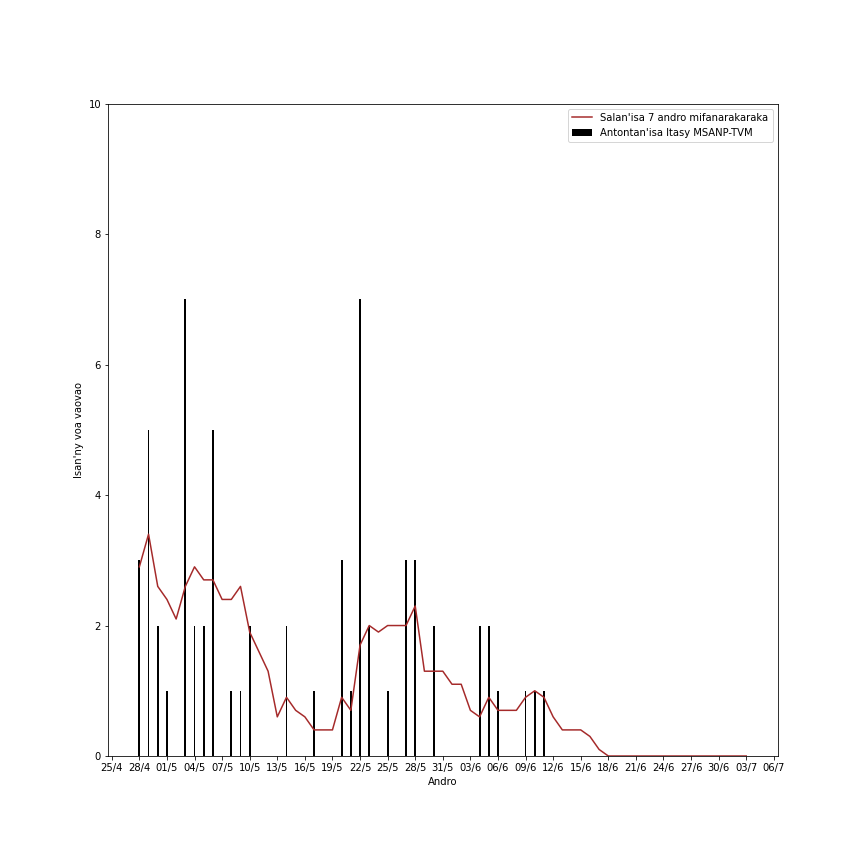 Salan'isa 7 andro mifanarakaraka
Antontan'isa Itasy MSANP-TVM
10
8
6
4
2
0
Isan'ny voa vaovao
25/4 28/4 01/5 04/5 07/5 10/5 13/5 16/5 19/5 22/5 25/5 28/5 31/5 03/6 06/6 09/6 12/6 15/6 18/6 21/6 24/6 27/6 30/6 03/7 06/7
Andro